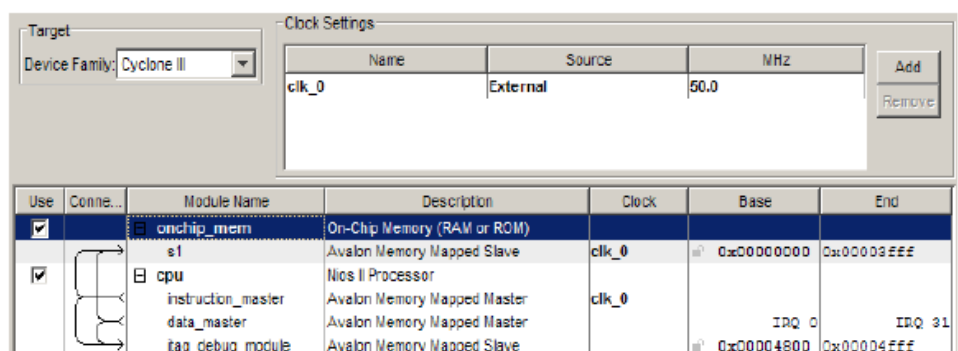 Target
Device Family: Cyclone III
Clock Settings
Name Source MHz
clk_0 External 50.0
Add
Remove
Use Conne... Module Name Description Clock Base End
onchip_mem On-Chip Memory (RAM or ROM)
s1 Avalon Memory Mapped Slave clk_0 0x00000000 0x00003fff
cpu Nios II Processor
instruction_master Avalon Memory Mapped Master clk_0
data_master Avalon Memory Mapped Master IRQ 0 IRQ 31
jtag_debug_module Avalon Memory Mapped Slave 0x00004800 0x00004fff